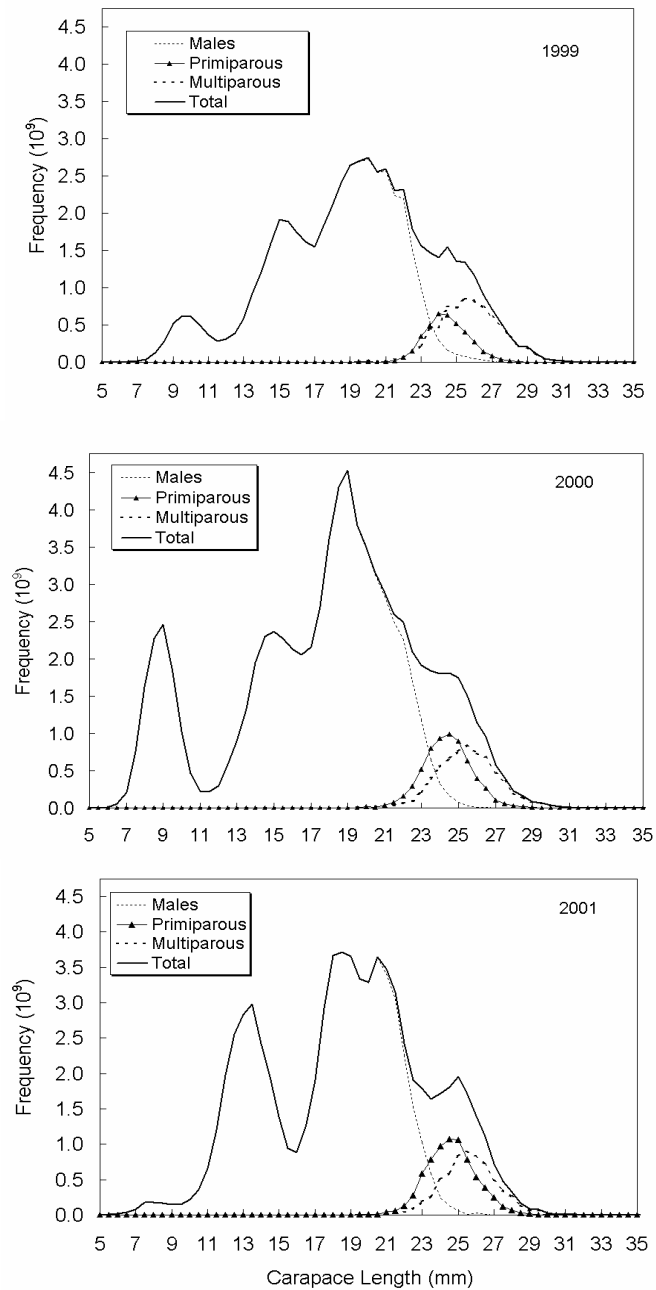 4.5
4.0
3.5
3.0
2.5
2.0
1.5
1.0
0.5
0.0
Frequency (10⁹)
Males
Primiparous
Multiparous
Total
1999
5 7 9 11 13 15 17 19 21 23 25 27 29 31 33 35
4.5
4.0
3.5
3.0
2.5
2.0
1.5
1.0
0.5
0.0
Frequency (10⁹)
Males
Primiparous
Multiparous
Total
2000
5 7 9 11 13 15 17 19 21 23 25 27 29 31 33 35
4.5
4.0
3.5
3.0
2.5
2.0
1.5
1.0
0.5
0.0
Frequency (10⁹)
Males
Primiparous
Multiparous
Total
2001
5 7 9 11 13 15 17 19 21 23 25 27 29 31 33 35
Carapace Length (mm)